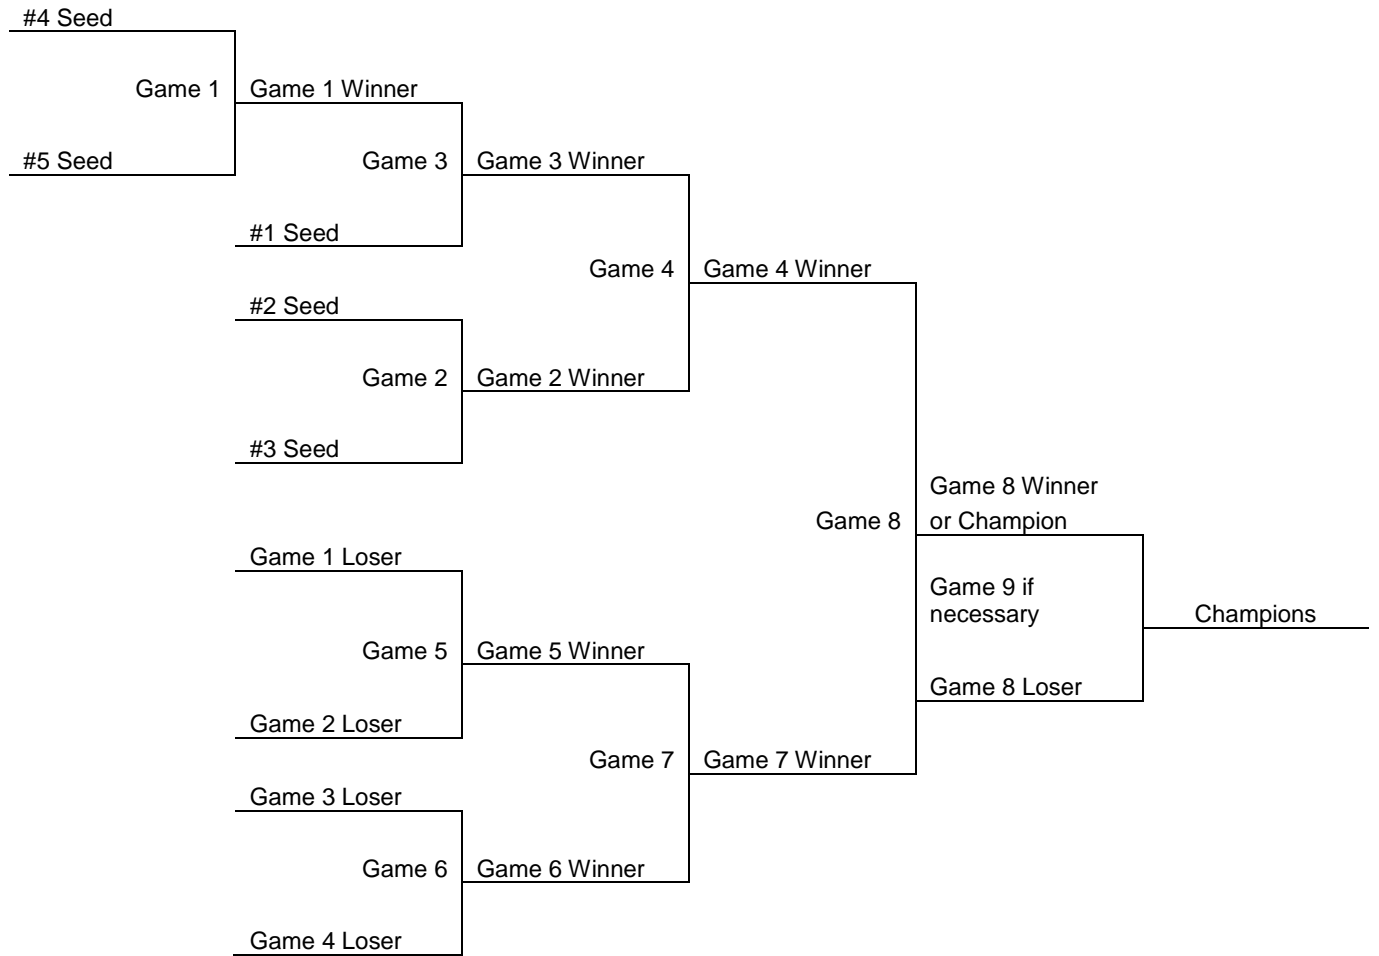 #4 Seed
Game 1
Game 1 Winner
#5 Seed
Game 3
Game 3 Winner
#1 Seed
Game 4
Game 4 Winner
#2 Seed
Game 2
Game 2 Winner
#3 Seed
Game 8 Winner
Game 8
or Champion
Game 1 Loser
Game 9 if
necessary
Champions
Game 5
Game 5 Winner
Game 8 Loser
Game 2 Loser
Game 7
Game 7 Winner
Game 3 Loser
Game 6
Game 6 Winner
Game 4 Loser